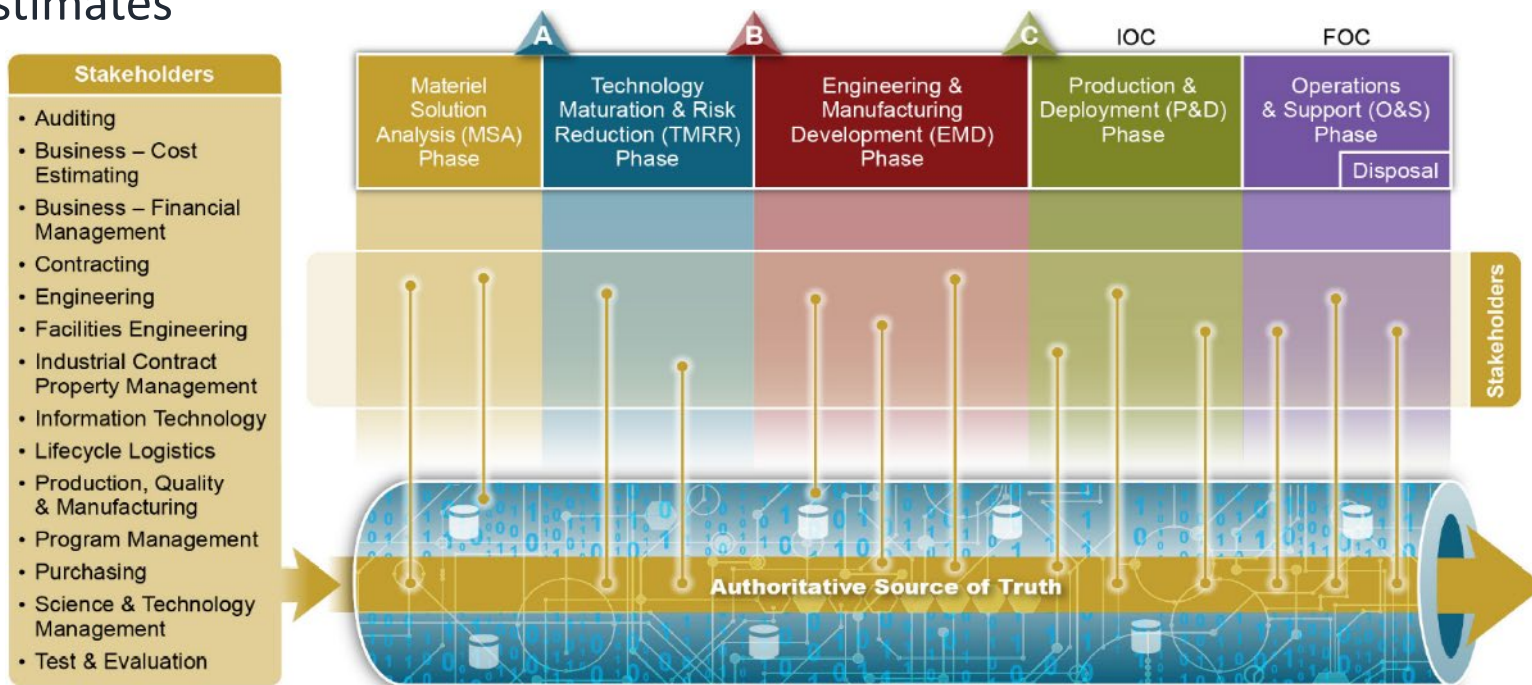 stimates
Stakeholders
• Auditing
• Business – Cost
Estimating
• Business – Financial
Management
• Contracting
• Engineering
• Facilities Engineering
• Industrial Contract
Property Management
• Information Technology
• Lifecycle Logistics
• Production, Quality
& Manufacturing
• Program Management
• Purchasing
• Science & Technology
Management
• Test & Evaluation
A
B
C
IOC
FOC
Materiel
Solution
Analysis (MSA)
Phase
Technology
Maturation & Risk
Reduction (TMRR)
Phase
Engineering &
Manufacturing
Development (EMD)
Phase
Production &
Deployment (P&D)
Phase
Operations
& Support (O&S)
Phase
Disposal
Stakeholders
Authoritative Source of Truth